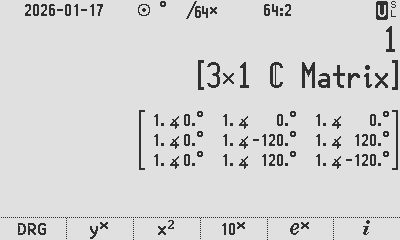 2026-01-17 ⊙ ° /64× 64:2 U S L
1
[3×1 ℂ Matrix]
1. ∡ 0.° 1. ∡ 0.° 1. ∡ 0.°
1. ∡ 0.° 1. ∡ -120.° 1. ∡ 120.°
1. ∡ 0.° 1. ∡ 120.° 1. ∡ -120.°
DRG yˣ x² 10ˣ eˣ i